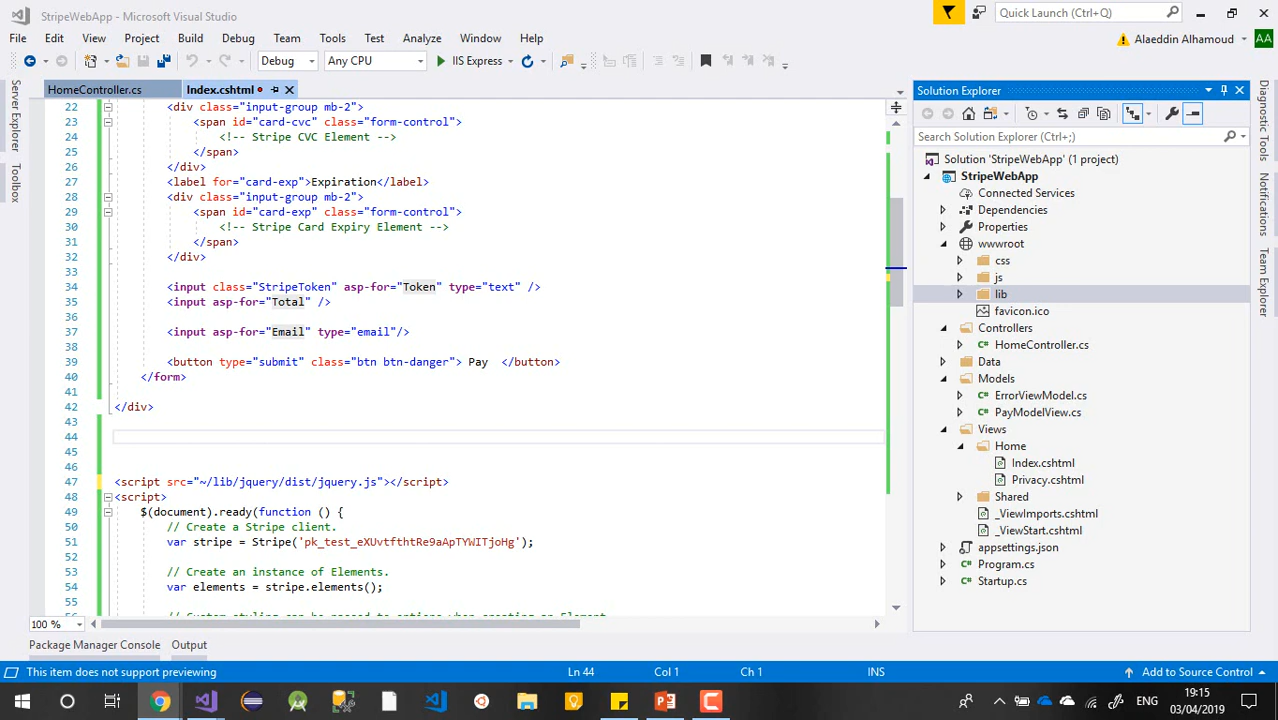 StripeWebApp - Microsoft Visual Studio
Quick Launch (Ctrl+Q)
File Edit View Project Build Debug Team Tools Test Analyze Window Help
Alaeddin Alhamoud AA
Debug Any CPU IIS Express
HomeController.cs Index.cshtml
Server Explorer
Toolbox
22 <div class="input-group mb-2">
23 <span id="card-cvc" class="form-control">
24 <!-- Stripe CVC Element -->
25 </span>
26 </div>
27 <label for="card-exp">Expiration</label>
28 <div class="input-group mb-2">
29 <span id="card-exp" class="form-control">
30 <!-- Stripe Card Expiry Element -->
31 </span>
32 </div>
33
34 <input class="StripeToken" asp-for="Token" type="text" />
35 <input asp-for="Total" />
36
37 <input asp-for="Email" type="email"/>
38
39 <button type="submit" class="btn btn-danger"> Pay </button>
40 </form>
41
42 </div>
43
44
45
46
47 <script src="~/lib/jquery/dist/jquery.js"></script>
48 <script>
49 $(document).ready(function () {
50 // Create a Stripe client.
51 var stripe = Stripe('pk_test_eXUvtfthtRe9aApTYWITjoHg');
52
53 // Create an instance of Elements.
54 var elements = stripe.elements();
55
100 %
Solution Explorer
Search Solution Explorer (Ctrl+;)
Solution 'StripeWebApp' (1 project)
StripeWebApp
Connected Services
Dependencies
Properties
wwwroot
css
js
lib
favicon.ico
Controllers
HomeController.cs
Data
Models
ErrorViewModel.cs
PayModelView.cs
Views
Home
Index.cshtml
Privacy.cshtml
Shared
_ViewImports.cshtml
_ViewStart.cshtml
appsettings.json
Program.cs
Startup.cs
Diagnostic Tools
Notifications
Team Explorer
Package Manager Console Output
This item does not support previewing Ln 44 Col 1 Ch 1 INS Add to Source Control
ENG 19:15
03/04/2019